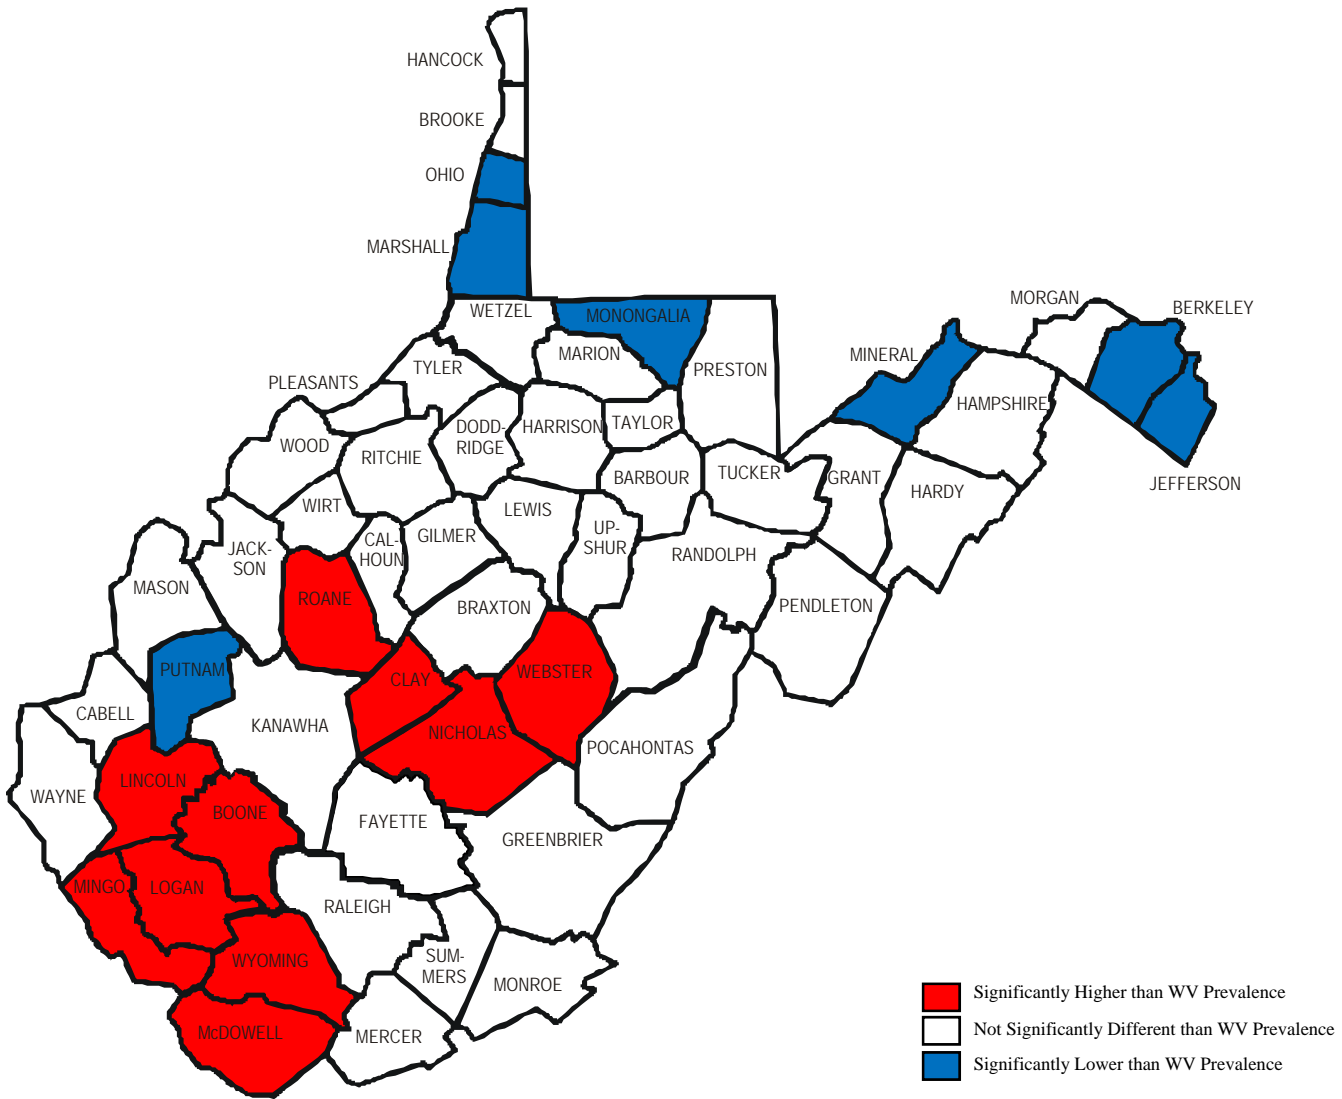 HANCOCK
BROOKE
OHIO
MARSHALL
WETZEL
MONONGALIA
MORGAN
BERKELEY
MARION
MINERAL
TYLER
PRESTON
PLEASANTS
HAMPSHIRE
WOOD
DODD-
RIDGE
HARRISON
TAYLOR
RITCHIE
BARBOUR
TUCKER
GRANT
HARDY
JEFFERSON
WIRT
LEWIS
JACK-
SON
CAL-
HOUN
GILMER
UP-
SHUR
RANDOLPH
MASON
ROANE
BRAXTON
PENDLETON
PUTNAM
CLAY
WEBSTER
CABELL
KANAWHA
NICHOLAS
POCAHONTAS
WAYNE
LINCOLN
BOONE
FAYETTE
GREENBRIER
MINGO
LOGAN
RALEIGH
WYOMING
SUM-
MERS
MONROE
McDOWELL
MERCER
Significantly Higher than WV Prevalence
Not Significantly Different than WV Prevalence
Significantly Lower than WV Prevalence